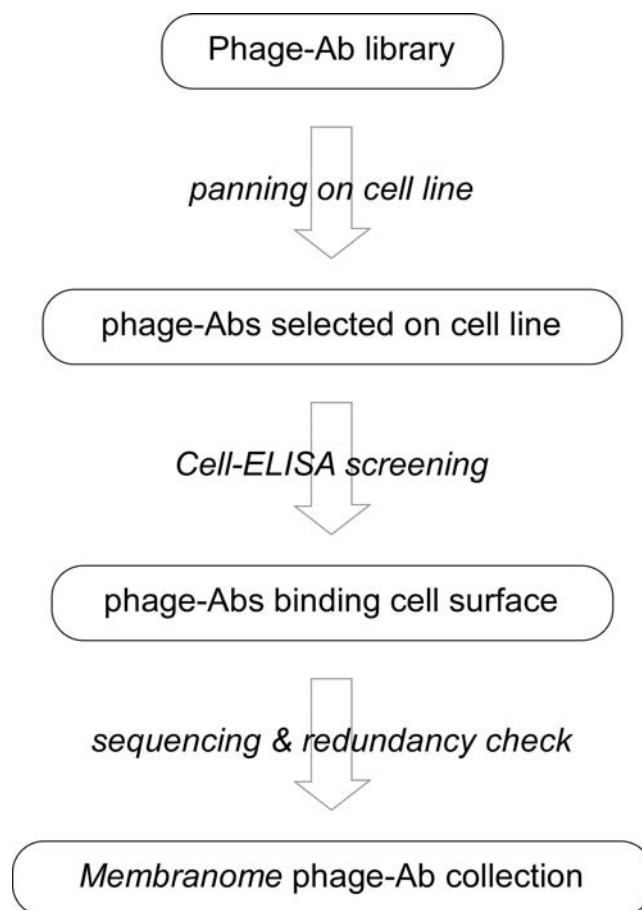 Phage-Ab library
panning on cell line
phage-Abs selected on cell line
Cell-ELISA screening
phage-Abs binding cell surface
sequencing & redundancy check
Membranome phage-Ab collection